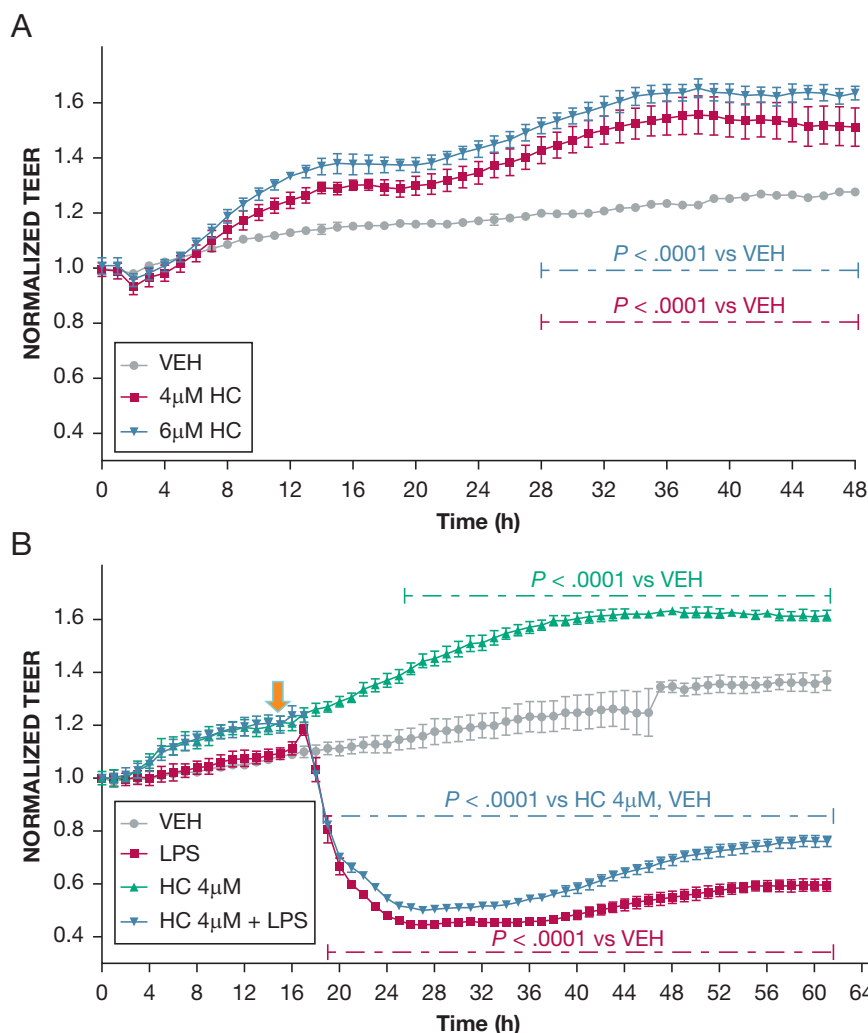 A
NORMALIZED TEER
1.6
1.4
1.2
1.0
0.8
0.6
0.4
P < .0001 vs VEH
P < .0001 vs VEH
VEH
4μM HC
6μM HC
0 4 8 12 16 20 24 28 32 36 40 44 48
Time (h)
B
NORMALIZED TEER
1.6
1.4
1.2
1.0
0.8
0.6
0.4
P < .0001 vs VEH
P < .0001 vs HC 4μM, VEH
VEH
LPS
HC 4μM
HC 4μM + LPS
P < .0001 vs VEH
0 4 8 12 16 20 24 28 32 36 40 44 48 52 56 60 64
Time (h)